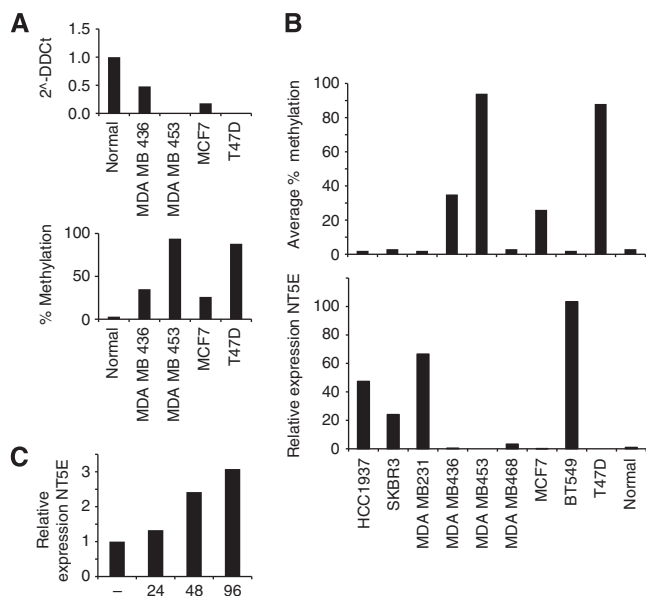 A
2^-DDCt
1.5
1.0
0.5
0.0
Normal
MDA MB 436
MDA MB 453
MCF7
T47D
% Methylation
100
50
0
Normal
MDA MB 436
MDA MB 453
MCF7
T47D
B
Average % methylation
100
80
60
40
20
0
Relative expression NT5E
120
100
80
60
40
20
0
HCC1937
SKBR3
MDA MB231
MDA MB436
MDA MB453
MDA MB468
MCF7
BT549
T47D
Normal
C
Relative
expression NT5E
3
2
1
0
–
24
48
96